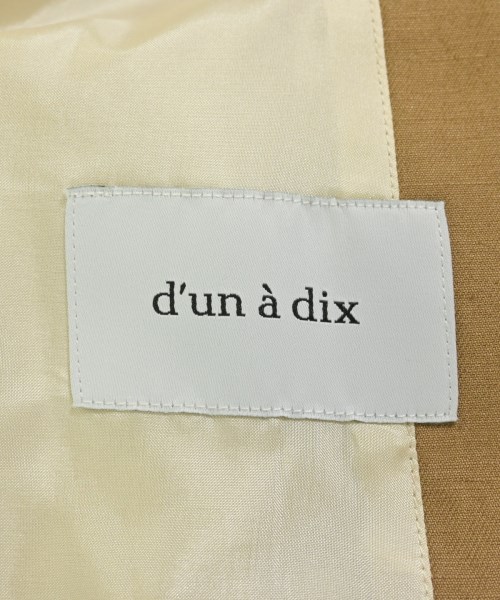 d'un à dix